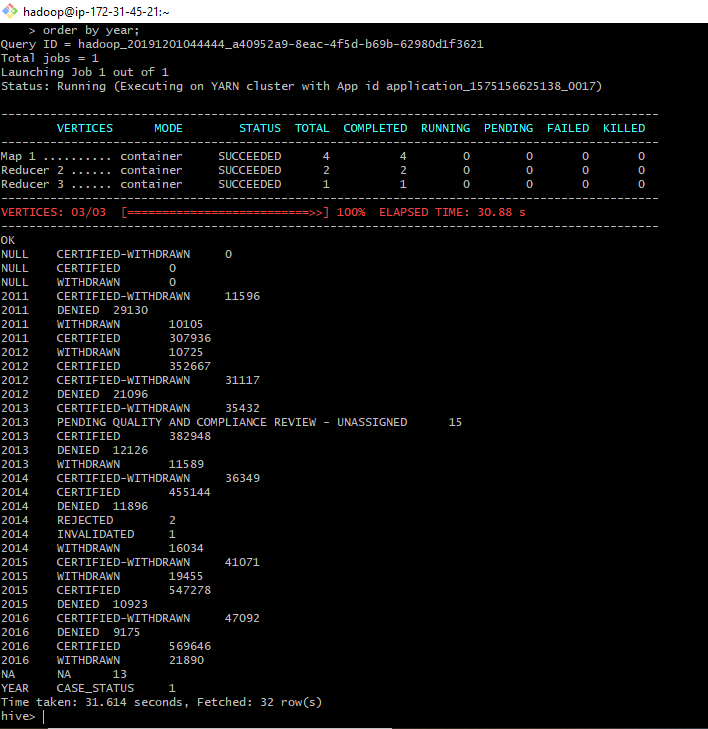 hadoop@ip-172-31-45-21:~
    > order by year;
Query ID = hadoop_20191201044444_a40952a9-8eac-4f5d-b69b-62980d1f3621
Total jobs = 1
Launching Job 1 out of 1
Status: Running (Executing on YARN cluster with App id application_1575156625138_0017)
----------------------------------------------------------------------------------------------
        VERTICES      MODE        STATUS  TOTAL  COMPLETED  RUNNING  PENDING  FAILED  KILLED
----------------------------------------------------------------------------------------------
Map 1 .......... container     SUCCEEDED      4          4        0        0       0       0
Reducer 2 ...... container     SUCCEEDED      2          2        0        0       0       0
Reducer 3 ...... container     SUCCEEDED      1          1        0        0       0       0
----------------------------------------------------------------------------------------------
VERTICES: 03/03  [==========================>>] 100%  ELAPSED TIME: 30.88 s
----------------------------------------------------------------------------------------------
OK
NULL    CERTIFIED-WITHDRAWN     0
NULL    CERTIFIED       0
NULL    WITHDRAWN       0
2011    CERTIFIED-WITHDRAWN     11596
2011    DENIED  29130
2011    WITHDRAWN       10105
2011    CERTIFIED       307936
2012    WITHDRAWN       10725
2012    CERTIFIED       352667
2012    CERTIFIED-WITHDRAWN     31117
2012    DENIED  21096
2013    CERTIFIED-WITHDRAWN     35432
2013    PENDING QUALITY AND COMPLIANCE REVIEW - UNASSIGNED      15
2013    CERTIFIED       382948
2013    DENIED  12126
2013    WITHDRAWN       11589
2014    CERTIFIED-WITHDRAWN     36349
2014    CERTIFIED       455144
2014    DENIED  11896
2014    REJECTED        2
2014    INVALIDATED     1
2014    WITHDRAWN       16034
2015    CERTIFIED-WITHDRAWN     41071
2015    WITHDRAWN       19455
2015    CERTIFIED       547278
2015    DENIED  10923
2016    CERTIFIED-WITHDRAWN     47092
2016    DENIED  9175
2016    CERTIFIED       569646
2016    WITHDRAWN       21890
NA      NA      13
YEAR    CASE_STATUS     1
Time taken: 31.614 seconds, Fetched: 32 row(s)
hive>